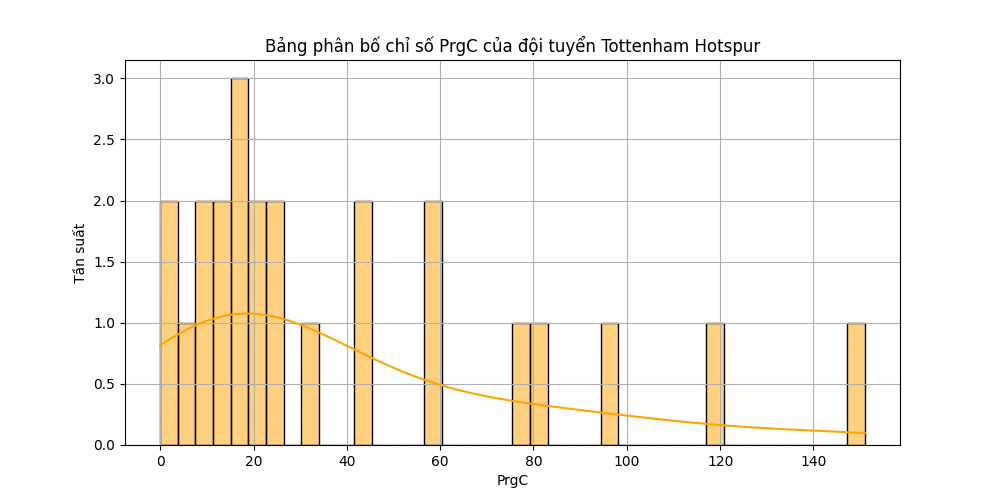 Bảng phân bố chỉ số PrgC của đội tuyển Tottenham Hotspur
3.0
2.5
2.0
1.5
1.0
0.5
0.0
Tần suất
0 20 40 60 80 100 120 140
PrgC